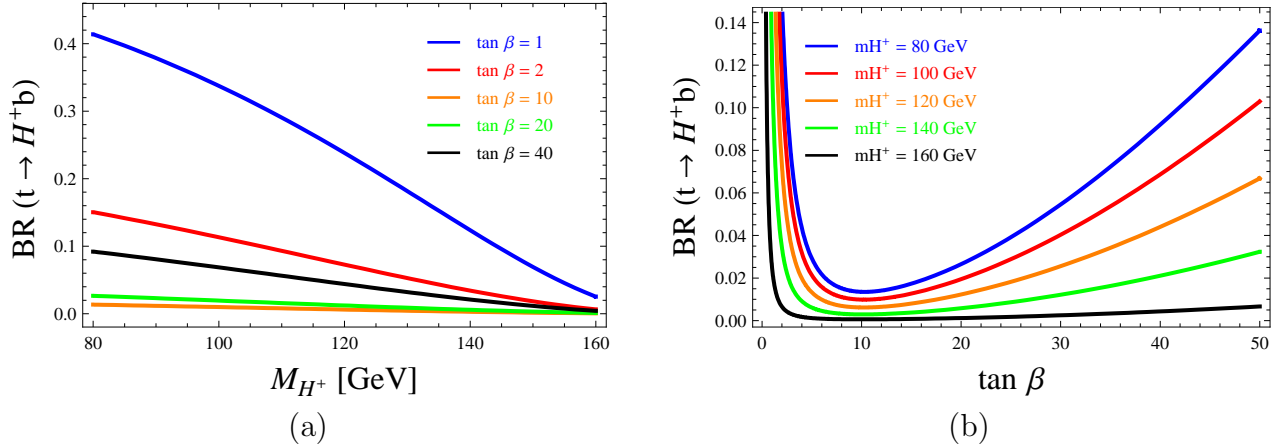 BR (t → H⁺b)
0.4
0.3
0.2
0.1
0.0
tan β = 1
tan β = 2
tan β = 10
tan β = 20
tan β = 40
80 100 120 140 160
M_{H⁺} [GeV]
(a)
BR (t → H⁺b)
0.14
0.12
0.10
0.08
0.06
0.04
0.02
0.00
mH⁺ = 80 GeV
mH⁺ = 100 GeV
mH⁺ = 120 GeV
mH⁺ = 140 GeV
mH⁺ = 160 GeV
0 10 20 30 40 50
tan β
(b)